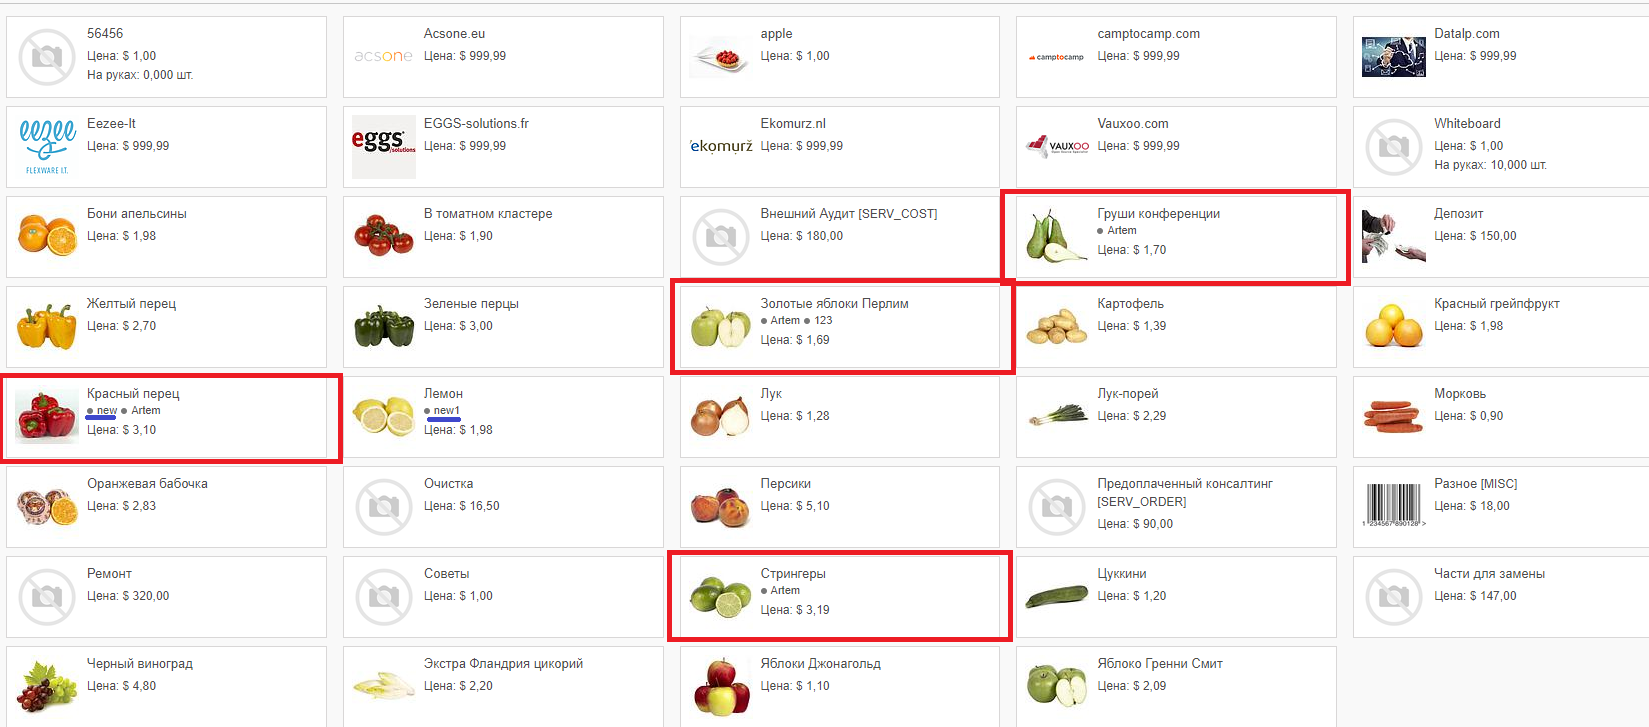 56456
Цена: $ 1,00
На руках: 0,000 шт.
acsone
Acsone.eu
Цена: $ 999,99
apple
Цена: $ 1,00
camptocamp
camptocamp.com
Цена: $ 999,99
Datalp.com
Цена: $ 999,99
eezee
FLEXWARE I.T.
Eezee-It
Цена: $ 999,99
eggs
/solutions
EGGS-solutions.fr
Цена: $ 999,99
ekomurz
Ekomurz.nl
Цена: $ 999,99
VAUXOO
Vauxoo.com
Цена: $ 999,99
Whiteboard
Цена: $ 1,00
На руках: 10,000 шт.
Бони апельсины
Цена: $ 1,98
В томатном кластере
Цена: $ 1,90
Внешний Аудит [SERV_COST]
Цена: $ 180,00
Груши конференции
● Artem
Цена: $ 1,70
Депозит
Цена: $ 150,00
Желтый перец
Цена: $ 2,70
Зеленые перцы
Цена: $ 3,00
Золотые яблоки Перлим
● Artem ● 123
Цена: $ 1,69
Картофель
Цена: $ 1,39
Красный грейпфрукт
Цена: $ 1,98
Красный перец
● new ● Artem
Цена: $ 3,10
Лемон
● new1
Цена: $ 1,98
Лук
Цена: $ 1,28
Лук-порей
Цена: $ 2,29
Морковь
Цена: $ 0,90
Оранжевая бабочка
Цена: $ 2,83
Очистка
Цена: $ 16,50
Персики
Цена: $ 5,10
Предоплаченный консалтинг
[SERV_ORDER]
Цена: $ 90,00
1 234567 890128 >
Разное [MISC]
Цена: $ 18,00
Ремонт
Цена: $ 320,00
Советы
Цена: $ 1,00
Стрингеры
● Artem
Цена: $ 3,19
Цуккини
Цена: $ 1,20
Части для замены
Цена: $ 147,00
Черный виноград
Цена: $ 4,80
Экстра Фландрия цикорий
Цена: $ 2,20
Яблоки Джонагольд
Цена: $ 1,10
Яблоко Гренни Смит
Цена: $ 2,09